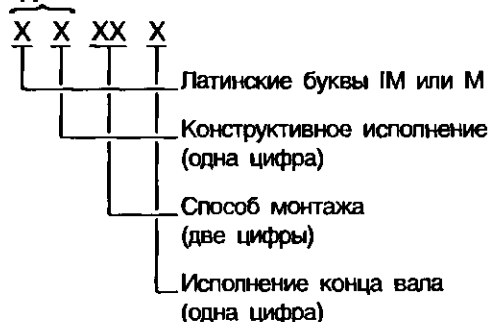 X X XX X
Латинские буквы IM или M
Конструктивное исполнение
(одна цифра)
Способ монтажа
(две цифры)
Исполнение конца вала
(одна цифра)